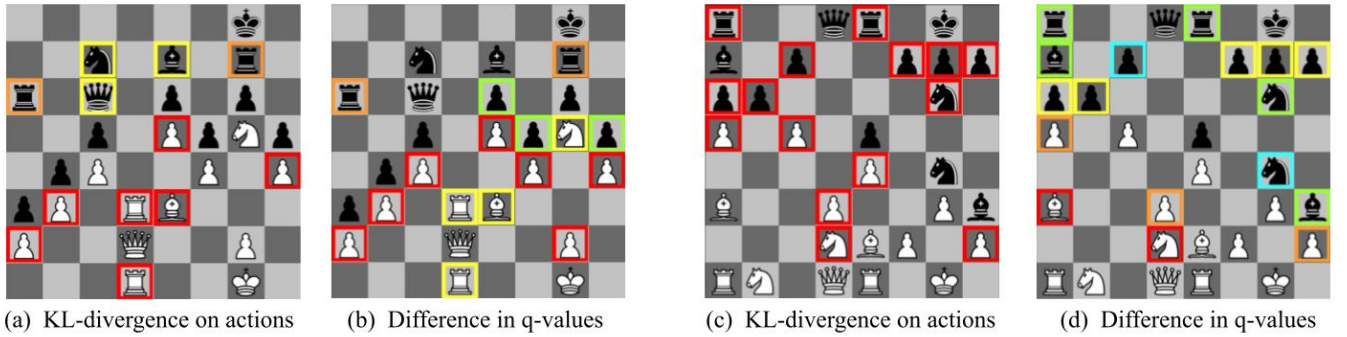 (a) KL-divergence on actions
(b) Difference in q-values
(c) KL-divergence on actions
(d) Difference in q-values